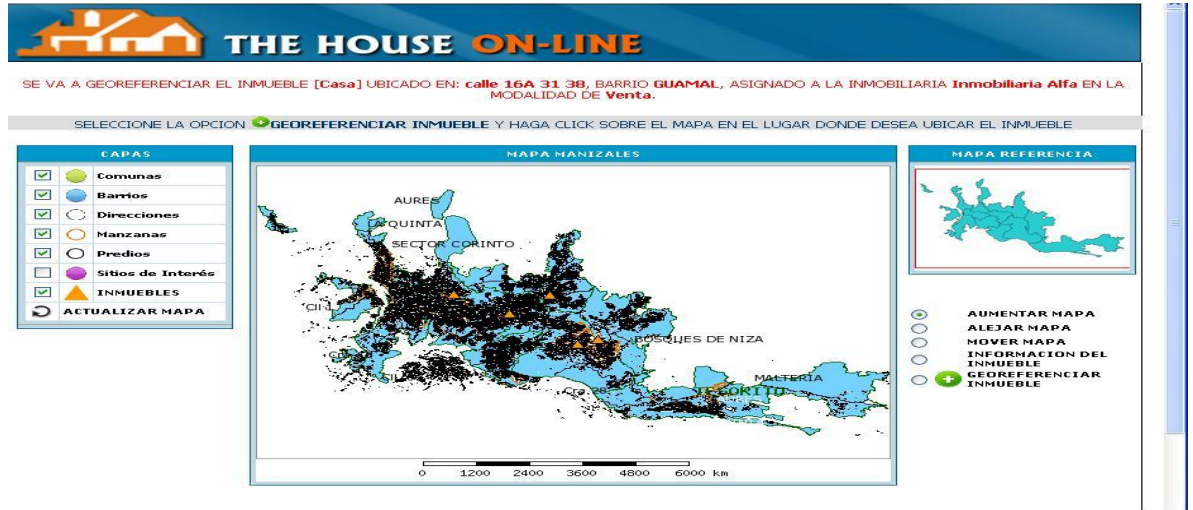 THE HOUSE ON-LINE
SE VA A GEOREFERENCIAR EL INMUEBLE [Casa] UBICADO EN: calle 16A 31 38, BARRIO GUAMAL, ASIGNADO A LA INMOBILIARIA Inmobiliaria Alfa EN LA
MODALIDAD DE Venta.
SELECCIONE LA OPCION GEOREFERENCIAR INMUEBLE Y HAGA CLICK SOBRE EL MAPA EN EL LUGAR DONDE DESEA UBICAR EL INMUEBLE
CAPAS
Comunas
Barrios
Direcciones
Manzanas
Predios
Sitios de Interés
INMUEBLES
ACTUALIZAR MAPA
MAPA MANIZALES
AURES
LA QUINTA
SECTOR CORINTO
BOSQUES DE NIZA
MALTERIA
0 1200 2400 3600 4800 6000 km
MAPA REFERENCIA
AUMENTAR MAPA
ALEJAR MAPA
MOVER MAPA
INFORMACION DEL
INMUEBLE
GEOREFERENCIAR
INMUEBLE